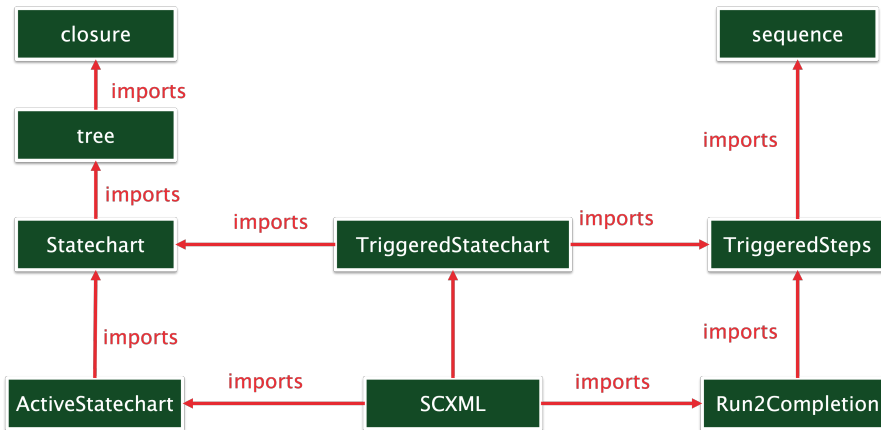 closure
sequence
imports
tree
imports
imports
imports
imports
Statechart
TriggeredStatechart
TriggeredSteps
imports
imports
imports
imports
ActiveStatechart
SCXML
Run2Completion